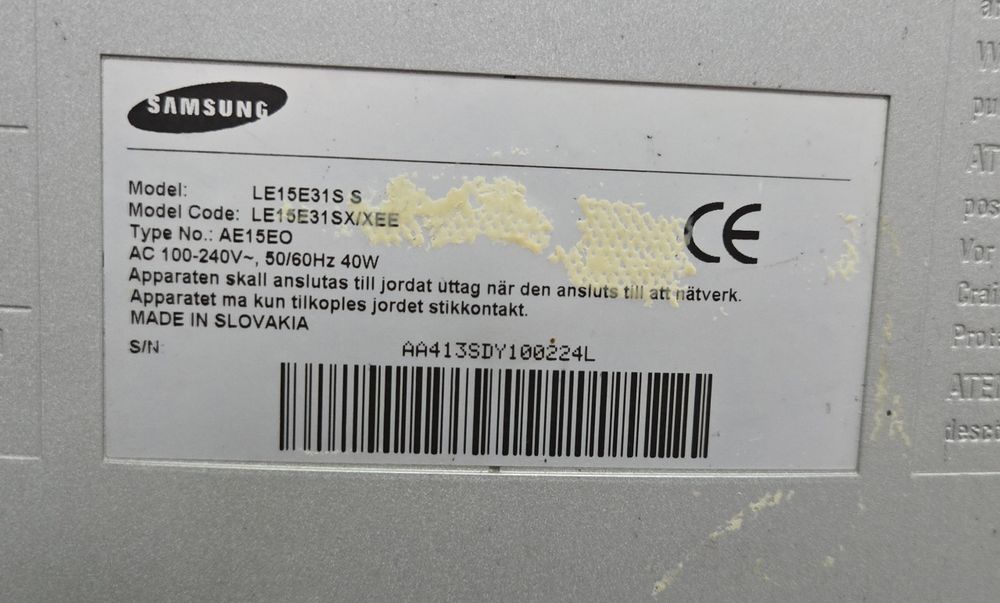 SAMSUNG
Model: LE15E31S S
Model Code: LE15E31SX/XEE
Type No.: AE15EO
AC 100-240V~, 50/60Hz 40W
Apparaten skall anslutas till jordat uttag när den ansluts till att nätverk.
Apparatet ma kun tilkoples jordet stikkontakt.
MADE IN SLOVAKIA
S/N: AA413SDY100224L
CE
Vor